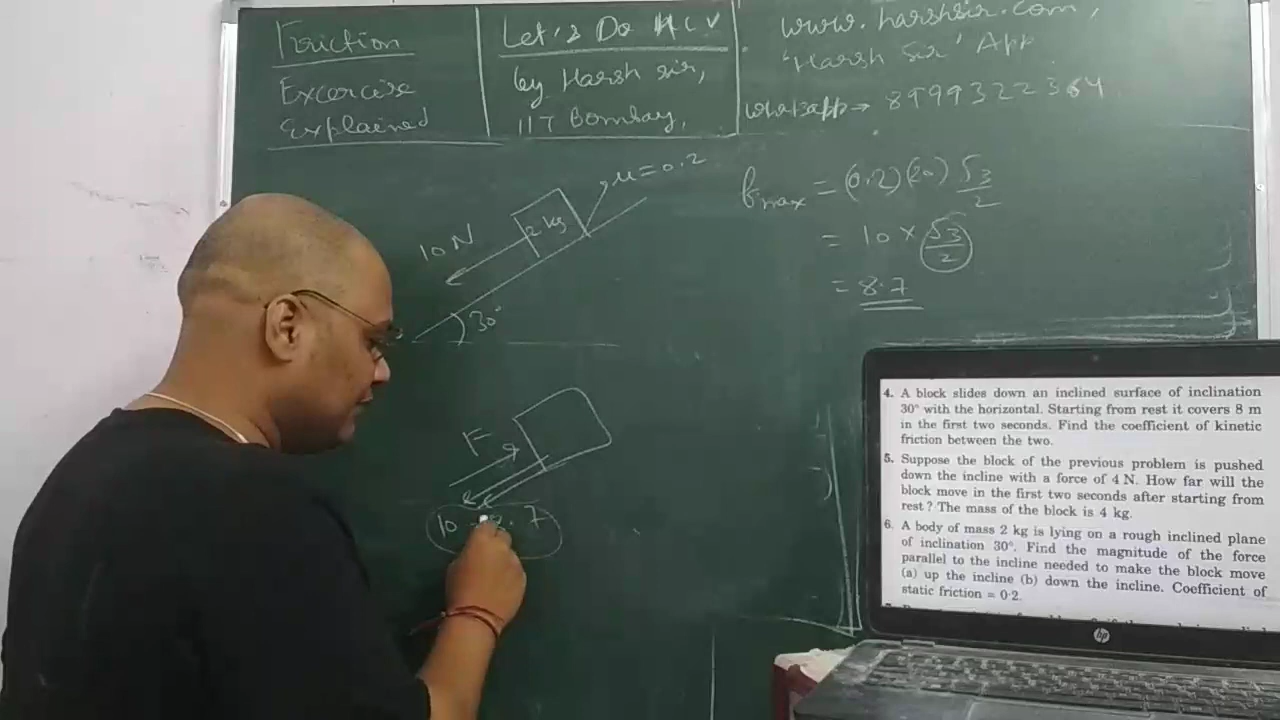 Friction
Excercise
Explained
Let's Do HCV
by Harsh sir,
IIT Bombay,
www.harshsir.com,
'Harsh Sir' App
whatsapp → 8999322364
μ = 0.2
2 kg
10 N
30°
fmax = (0.2)(20) √3/2
= 10 × √3/2
= 8.7
F
10 8.7
4. A block slides down an inclined surface of inclination
30° with the horizontal. Starting from rest it covers 8 m
in the first two seconds. Find the coefficient of kinetic
friction between the two.
5. Suppose the block of the previous problem is pushed
down the incline with a force of 4 N. How far will the
block move in the first two seconds after starting from
rest ? The mass of the block is 4 kg.
6. A body of mass 2 kg is lying on a rough inclined plane
of inclination 30°. Find the magnitude of the force
parallel to the incline needed to make the block move
(a) up the incline (b) down the incline. Coefficient of
static friction = 0·2.
hp